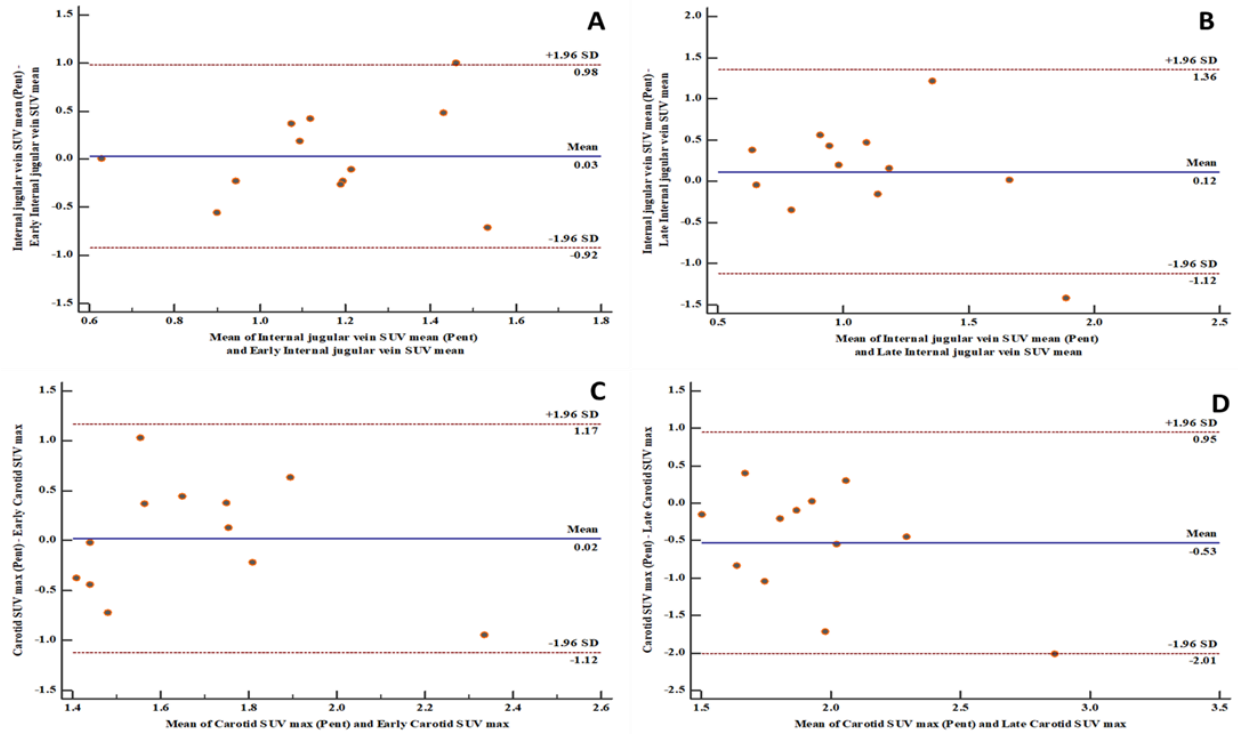 A
1.5
1.0
0.5
0.0
-0.5
-1.0
-1.5
Internal jugular vein SUV mean (Pent) -
Early Internal jugular vein SUV mean
+1.96 SD
0.98
Mean
0.03
-1.96 SD
-0.92
0.6 0.8 1.0 1.2 1.4 1.6 1.8
Mean of Internal jugular vein SUV mean (Pent)
and Early Internal jugular vein SUV mean
B
2.0
1.5
1.0
0.5
0.0
-0.5
-1.0
-1.5
Internal jugular vein SUV mean (Pent) -
Late Internal jugular vein SUV mean
+1.96 SD
1.36
Mean
0.12
-1.96 SD
-1.12
0.5 1.0 1.5 2.0 2.5
Mean of Internal jugular vein SUV mean (Pent)
and Late Internal jugular vein SUV mean
C
1.5
1.0
0.5
0.0
-0.5
-1.0
-1.5
Carotid SUV max (Pent) - Early Carotid SUV max
+1.96 SD
1.17
Mean
0.02
-1.96 SD
-1.12
1.4 1.6 1.8 2.0 2.2 2.4 2.6
Mean of Carotid SUV max (Pent) and Early Carotid SUV max
D
1.5
1.0
0.5
0.0
-0.5
-1.0
-1.5
-2.0
-2.5
Carotid SUV max (Pent) - Late Carotid SUV max
+1.96 SD
0.95
Mean
-0.53
-1.96 SD
-2.01
1.5 2.0 2.5 3.0 3.5
Mean of Carotid SUV max (Pent) and Late Carotid SUV max